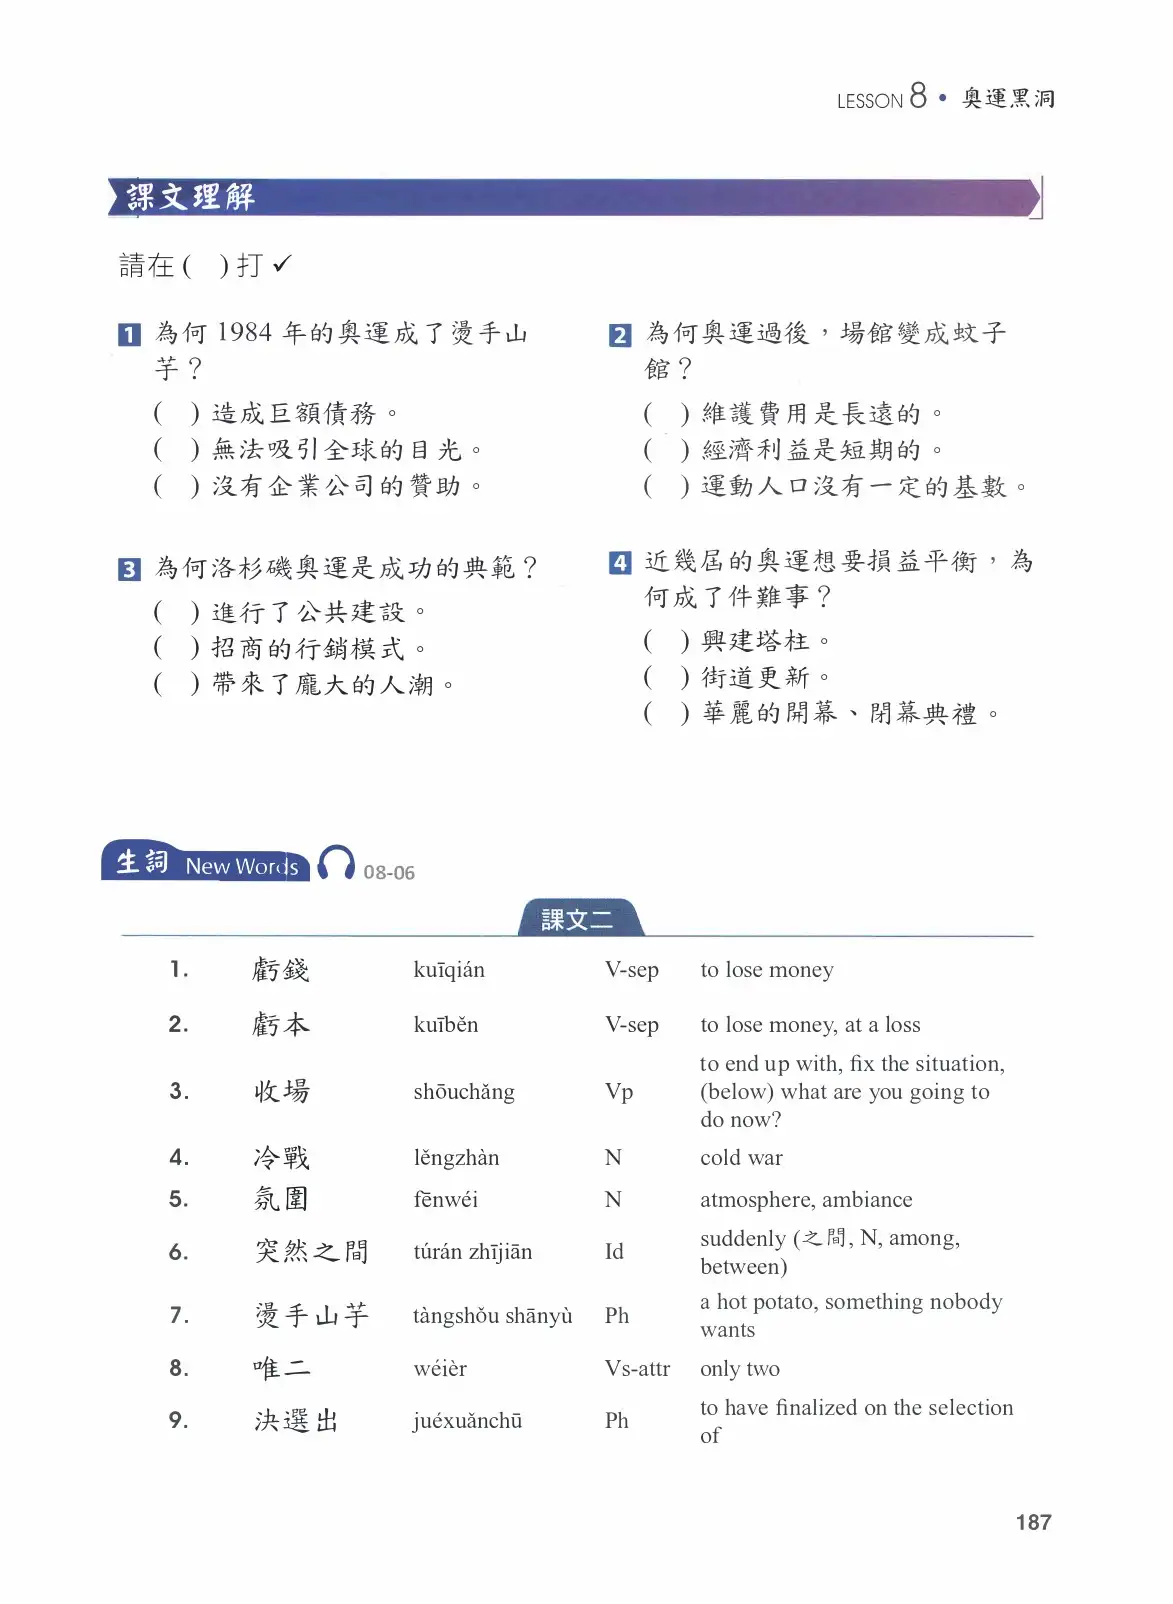 LESSON 8 • 奧運黑洞
課文理解
請在 (   ) 打 ✓
1 為何 1984 年的奧運成了燙手山
芋？
(   ) 造成巨額債務。
(   ) 無法吸引全球的目光。
(   ) 沒有企業公司的贊助。
2 為何奧運過後，場館變成蚊子
館？
(   ) 維護費用是長遠的。
(   ) 經濟利益是短期的。
(   ) 運動人口沒有一定的基數。
3 為何洛杉磯奧運是成功的典範？
(   ) 進行了公共建設。
(   ) 招商的行銷模式。
(   ) 帶來了龐大的人潮。
4 近幾屆的奧運想要損益平衡，為
何成了件難事？
(   ) 興建塔柱。
(   ) 街道更新。
(   ) 華麗的開幕、閉幕典禮。
生詞 New Words 08-06
課文二
1. 虧錢 kuīqián V-sep to lose money
2. 虧本 kuīběn V-sep to lose money, at a loss
3. 收場 shōuchǎng Vp to end up with, fix the situation,
(below) what are you going to
do now?
4. 冷戰 lěngzhàn N cold war
5. 氛圍 fēnwéi N atmosphere, ambiance
6. 突然之間 túrán zhījiān Id suddenly (之間, N, among,
between)
7. 燙手山芋 tàngshǒu shānyù Ph a hot potato, something nobody
wants
8. 唯二 wéièr Vs-attr only two
9. 決選出 juéxuǎnchū Ph to have finalized on the selection
of
187